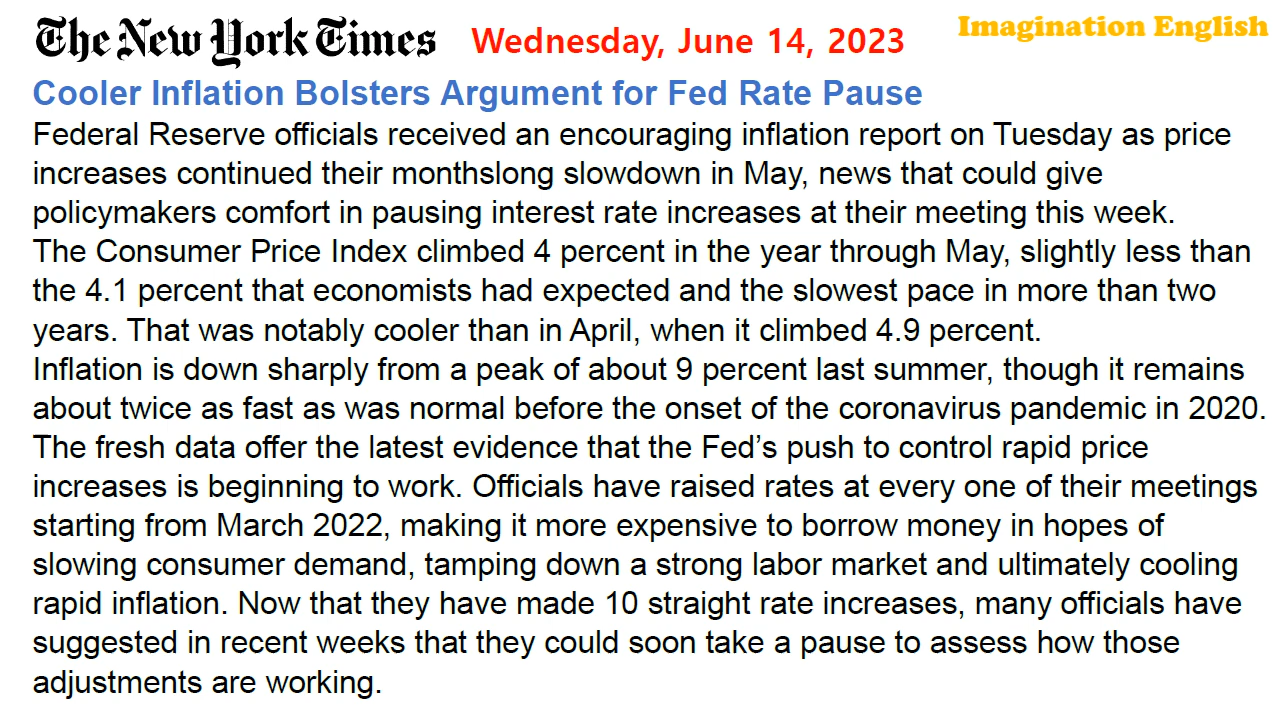 The New York Times Wednesday, June 14, 2023 Imagination English
Cooler Inflation Bolsters Argument for Fed Rate Pause
Federal Reserve officials received an encouraging inflation report on Tuesday as price
increases continued their monthslong slowdown in May, news that could give
policymakers comfort in pausing interest rate increases at their meeting this week.
The Consumer Price Index climbed 4 percent in the year through May, slightly less than
the 4.1 percent that economists had expected and the slowest pace in more than two
years. That was notably cooler than in April, when it climbed 4.9 percent.
Inflation is down sharply from a peak of about 9 percent last summer, though it remains
about twice as fast as was normal before the onset of the coronavirus pandemic in 2020.
The fresh data offer the latest evidence that the Fed’s push to control rapid price
increases is beginning to work. Officials have raised rates at every one of their meetings
starting from March 2022, making it more expensive to borrow money in hopes of
slowing consumer demand, tamping down a strong labor market and ultimately cooling
rapid inflation. Now that they have made 10 straight rate increases, many officials have
suggested in recent weeks that they could soon take a pause to assess how those
adjustments are working.